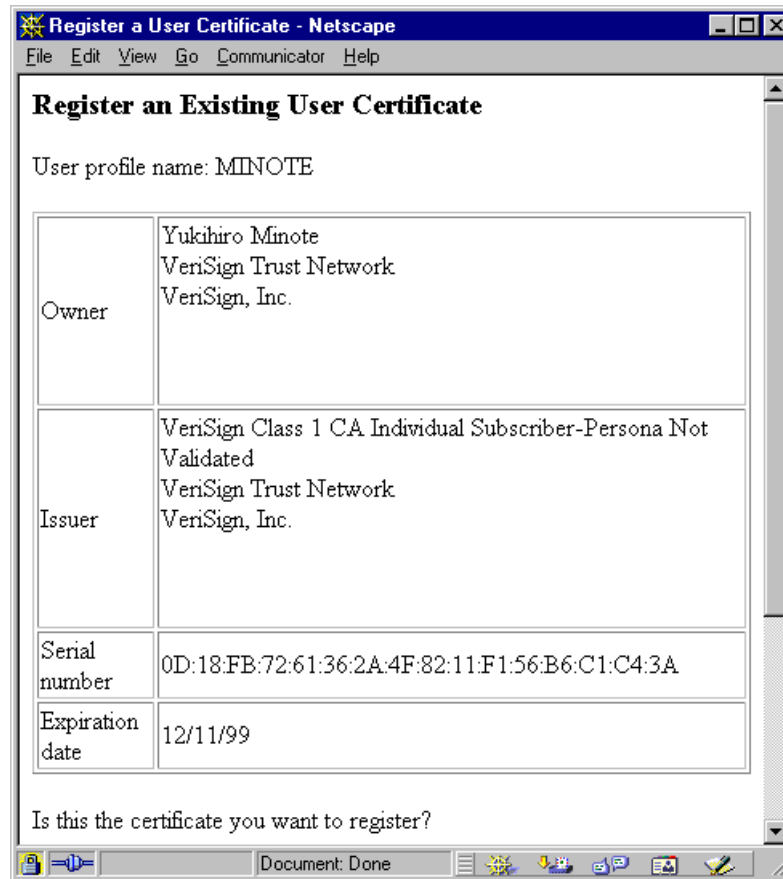 Register a User Certificate - Netscape
File Edit View Go Communicator Help
Register an Existing User Certificate
User profile name: MINOTE
Owner
Yukihiro Minote
VeriSign Trust Network
VeriSign, Inc.
Issuer
VeriSign Class 1 CA Individual Subscriber-Persona Not
Validated
VeriSign Trust Network
VeriSign, Inc.
Serial
number
0D:18:FB:72:61:36:2A:4F:82:11:F1:56:B6:C1:C4:3A
Expiration
date
12/11/99
Is this the certificate you want to register?
Document: Done